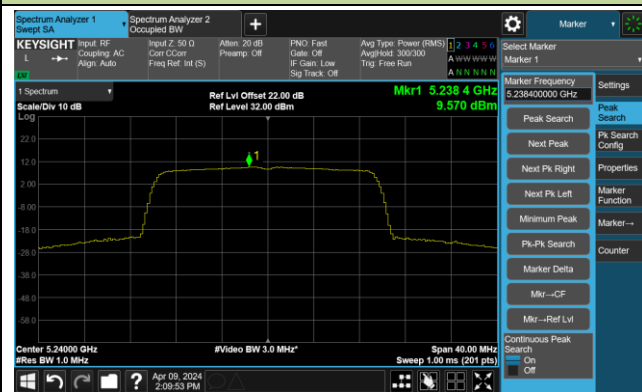 Spectrum Analyzer 1
Swept SA
Spectrum Analyzer 2
Occupied BW
+
Marker
KEYSIGHT
L
LXI
Input: RF
Coupling: AC
Align: Auto
Input Z: 50 Ω
Corr CCorr
Freq Ref: Int (S)
Atten: 20 dB
Preamp: Off
PNO: Fast
Gate: Off
IF Gain: Low
Sig Track: Off
Avg Type: Power (RMS)
Avg|Hold: 300/300
Trig: Free Run
1 2 3 4 5 6
A W W W W W
A N N N N N
Select Marker
Marker 1
1 Spectrum
Scale/Div 10 dB
Log
Ref Lvl Offset 22.00 dB
Ref Level 32.00 dBm
Mkr1 5.238 4 GHz
9.570 dBm
1
22.0
12.0
2.00
-8.00
-18.0
-28.0
-38.0
-48.0
-58.0
Center 5.24000 GHz
#Res BW 1.0 MHz
#Video BW 3.0 MHz*
Span 40.00 MHz
Sweep 1.00 ms (201 pts)
Marker Frequency
5.238400000 GHz
Peak Search
Next Peak
Next Pk Right
Next Pk Left
Minimum Peak
Pk-Pk Search
Marker Delta
Mkr→CF
Mkr→Ref Lvl
Continuous Peak
Search
On
Off
Settings
Peak
Search
Pk Search
Config
Properties
Marker
Function
Marker→
Counter
?
Apr 09, 2024
2:09:53 PM